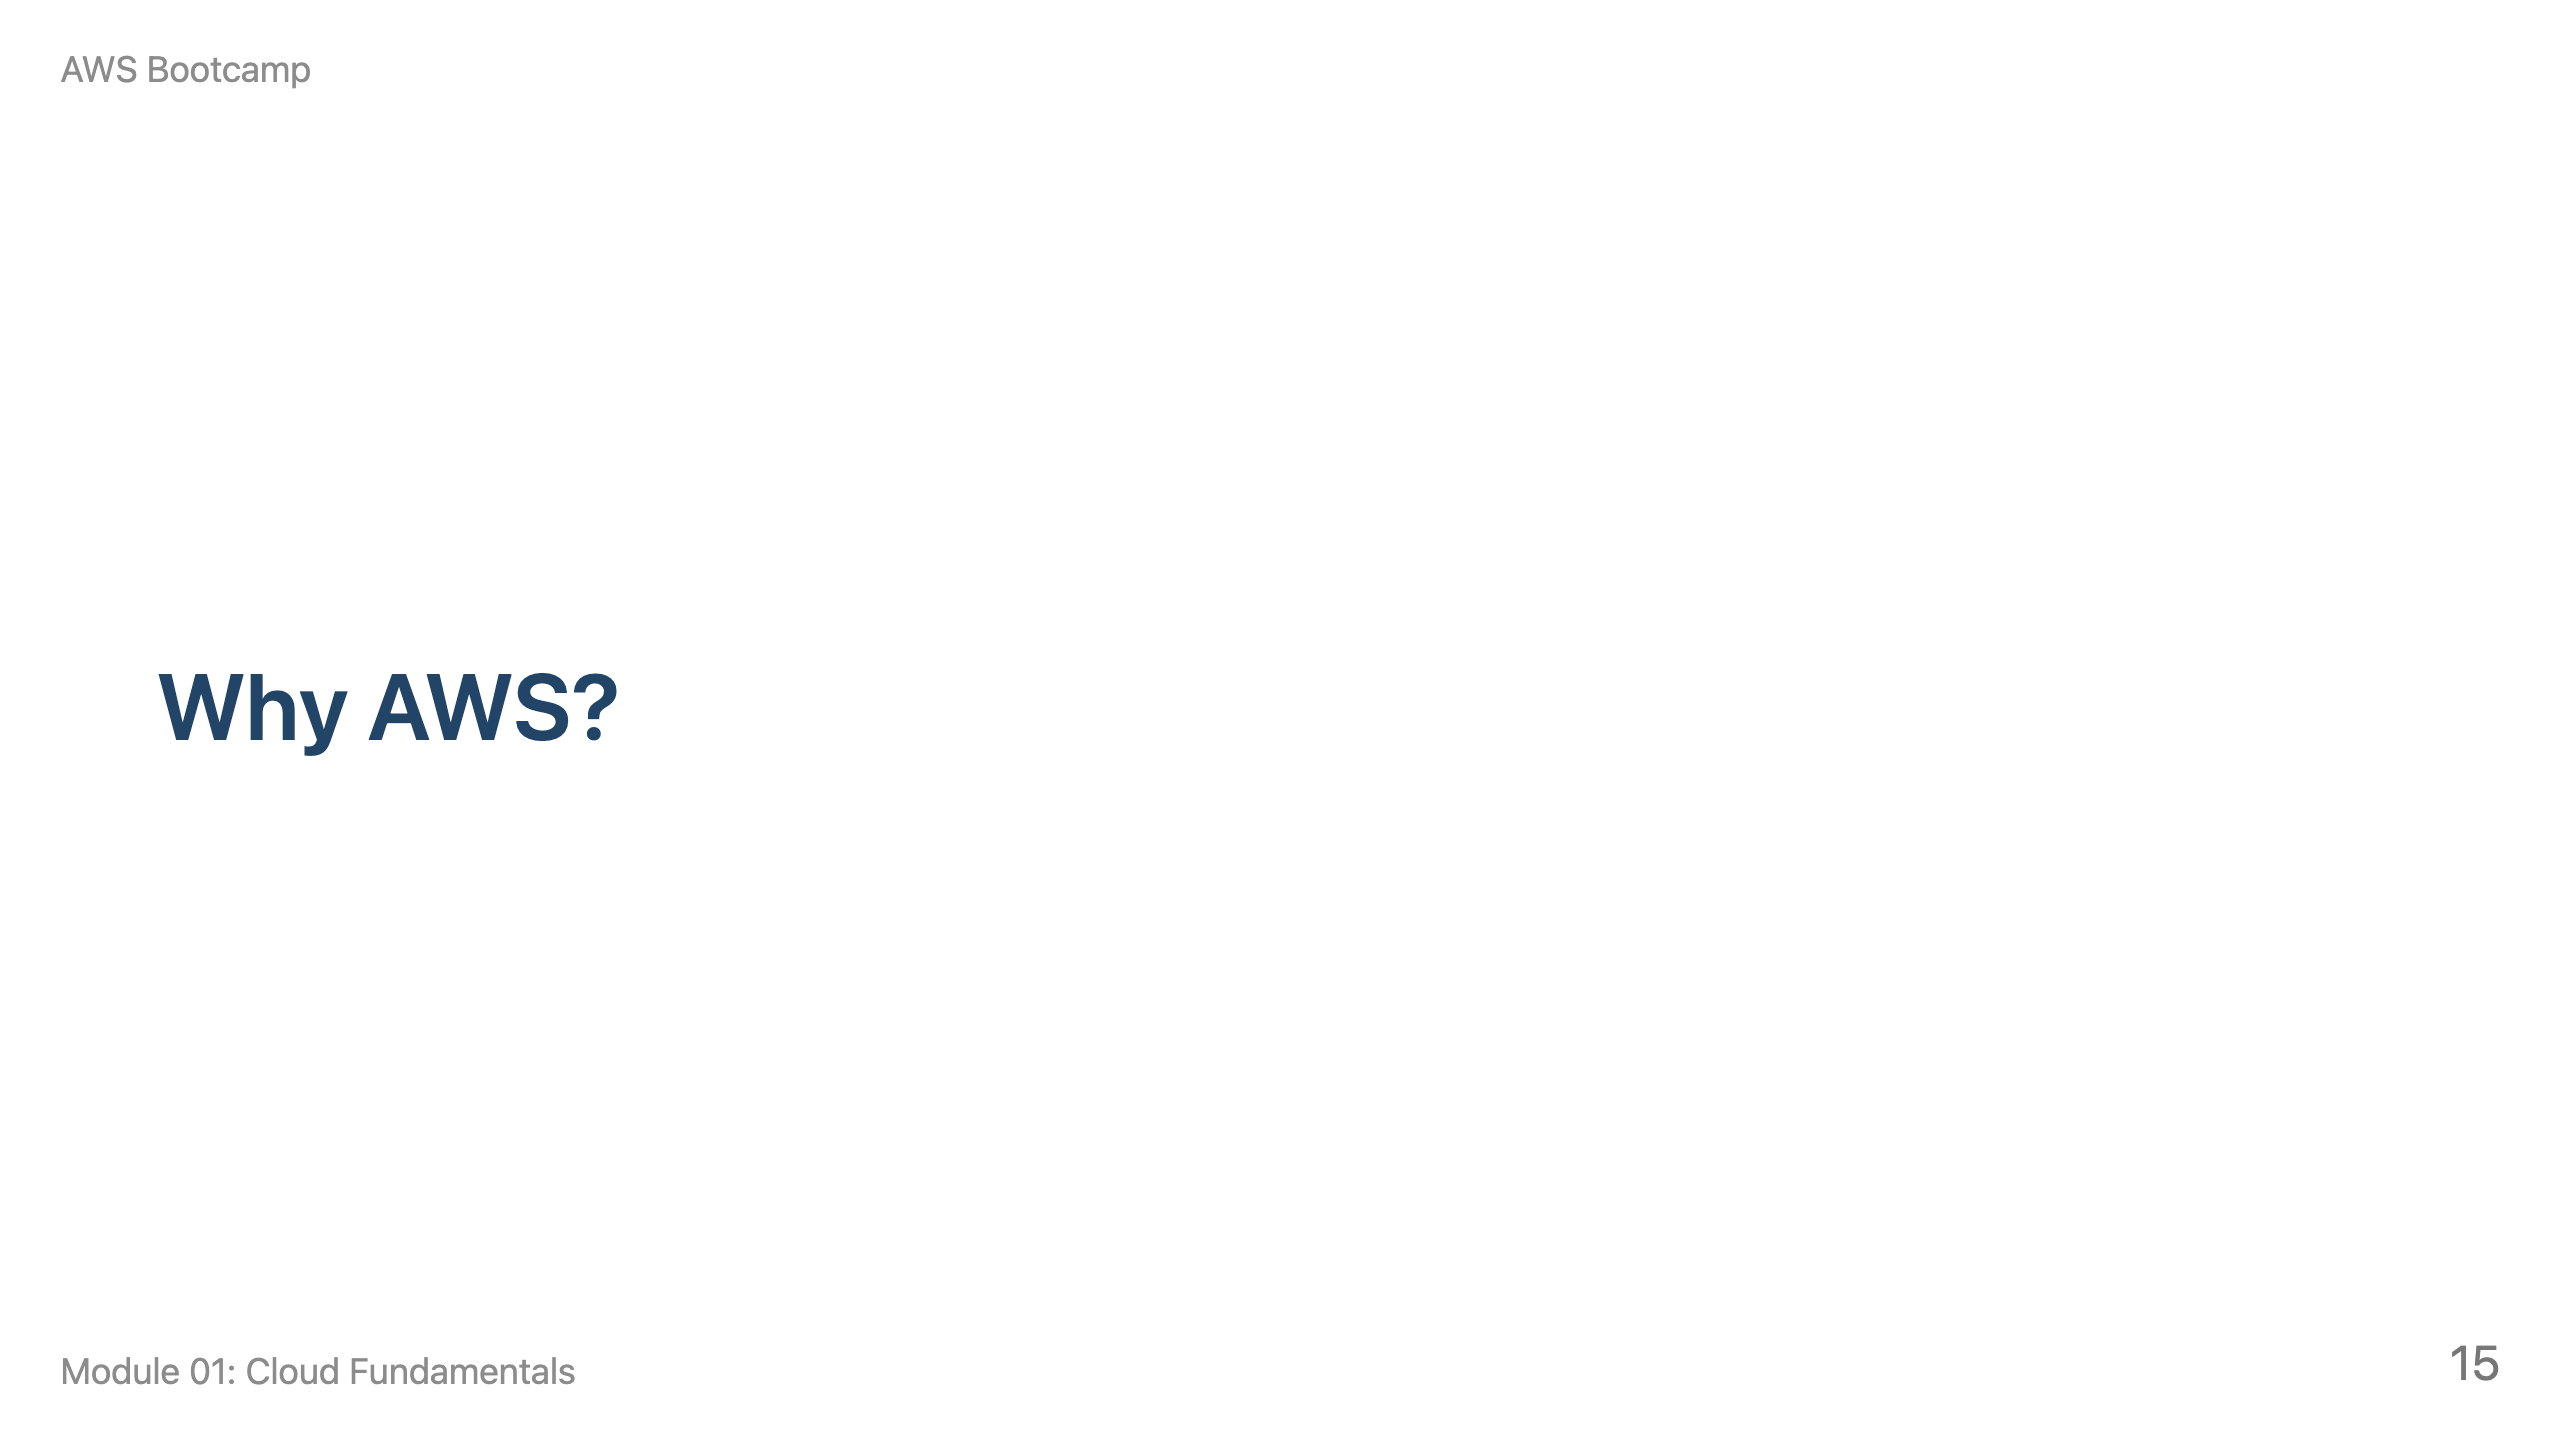 AWS Bootcamp
Why AWS?
Module 01: Cloud Fundamentals
15